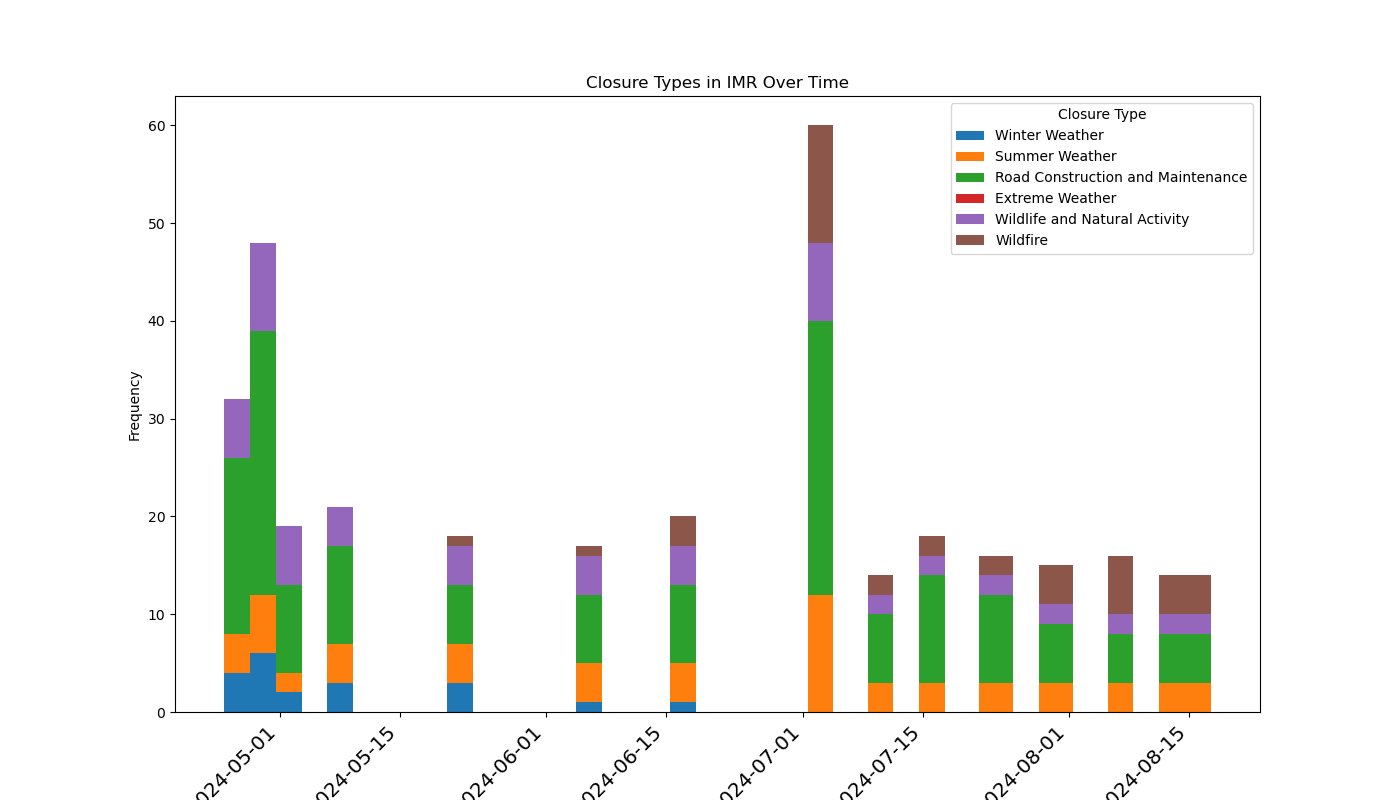 Closure Types in IMR Over Time
Closure Type
Winter Weather
Summer Weather
Road Construction and Maintenance
Extreme Weather
Wildlife and Natural Activity
Wildfire
Frequency
60
50
40
30
20
10
0
024-05-01
024-05-15
024-06-01
024-06-15
024-07-01
024-07-15
024-08-01
024-08-15